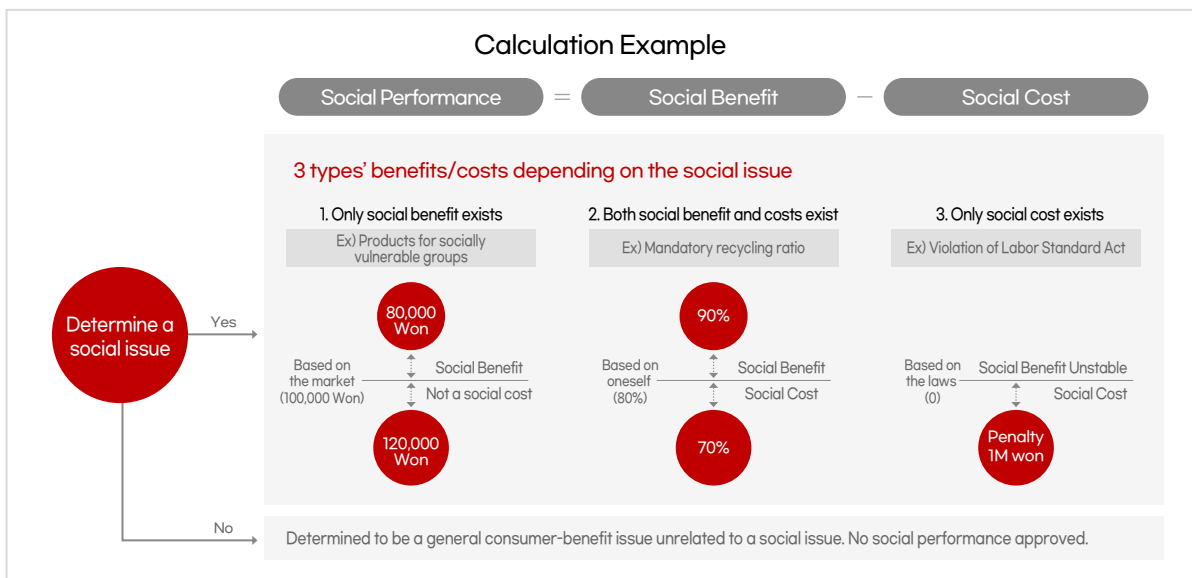 Calculation Example
Social Performance = Social Benefit − Social Cost
3 types’ benefits/costs depending on the social issue
1. Only social benefit exists
Ex) Products for socially
vulnerable groups
80,000
Won
Based on
the market
(100,000 Won)
Social Benefit
Not a social cost
120,000
Won
2. Both social benefit and costs exist
Ex) Mandatory recycling ratio
90%
Based on
oneself
(80%)
Social Benefit
Social Cost
70%
3. Only social cost exists
Ex) Violation of Labor Standard Act
Based on
the laws
(0)
Social Benefit Unstable
Social Cost
Penalty
1M won
Determine a
social issue
Yes
No
Determined to be a general consumer-benefit issue unrelated to a social issue. No social performance approved.